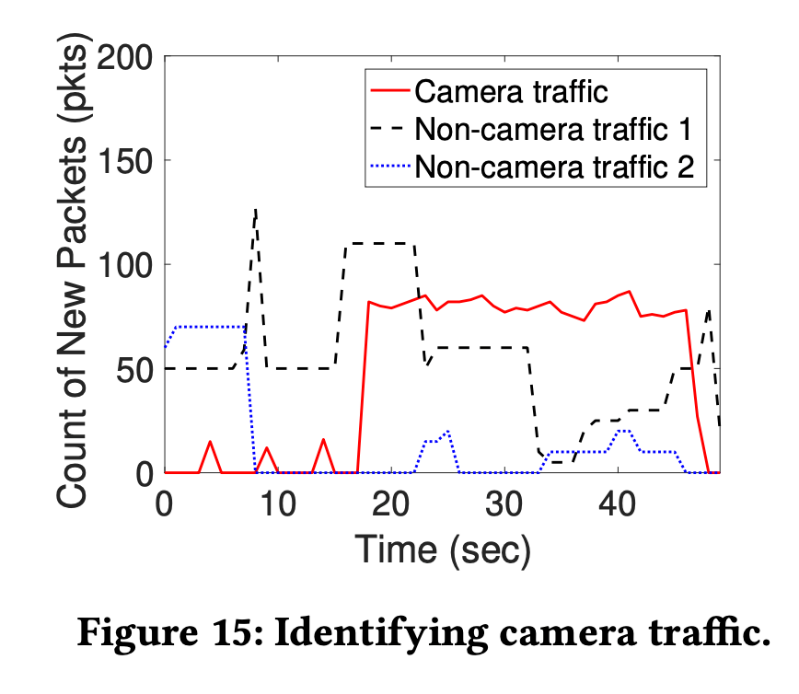 200
150
100
50
0
Count of New Packets (pkts)
Camera traffic
Non-camera traffic 1
Non-camera traffic 2
0 10 20 30 40
Time (sec)
Figure 15: Identifying camera traffic.